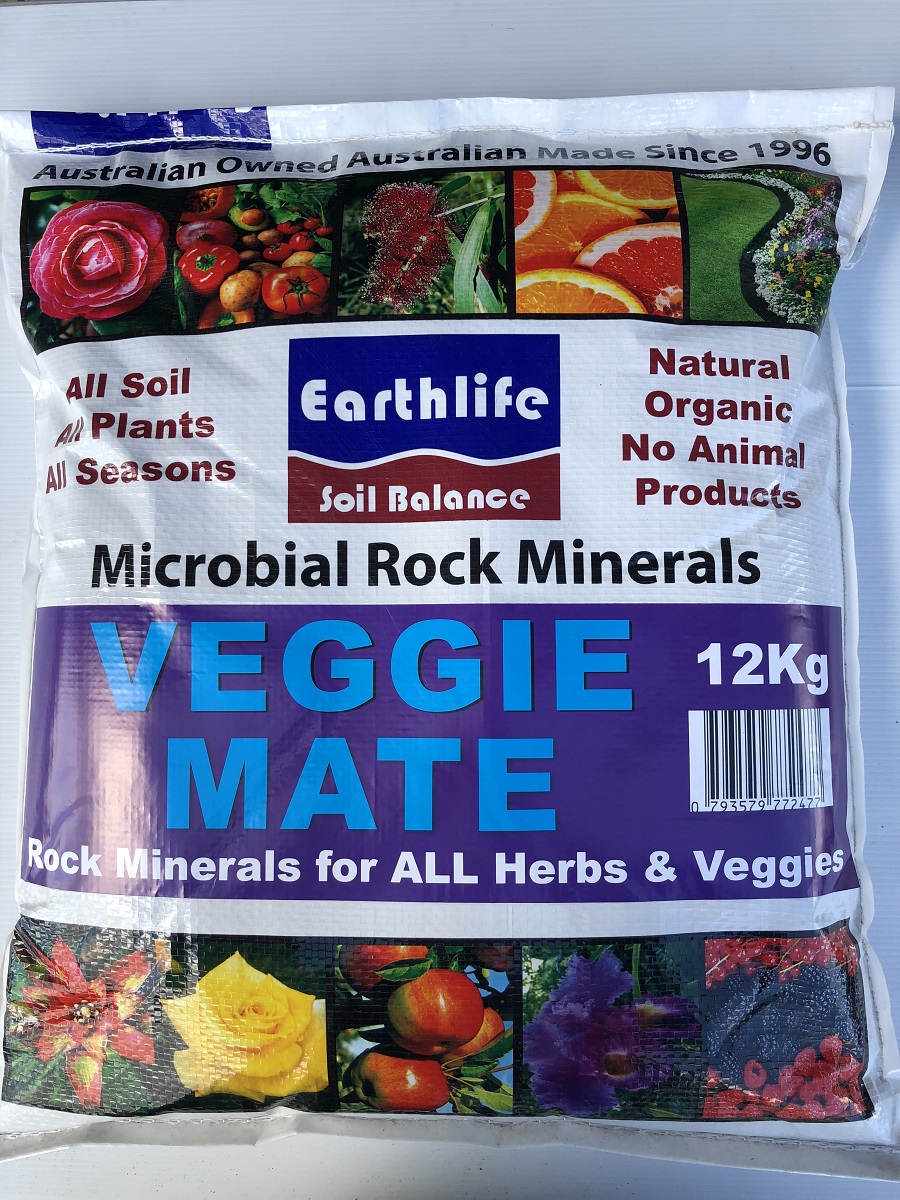 Australian Owned Australian Made Since 1996
All Soil
All Plants
All Seasons
Earthlife
Soil Balance
Natural
Organic
No Animal
Products
Microbial Rock Minerals
VEGGIE
MATE
12Kg
0 793579 772477
Rock Minerals for ALL Herbs & Veggies